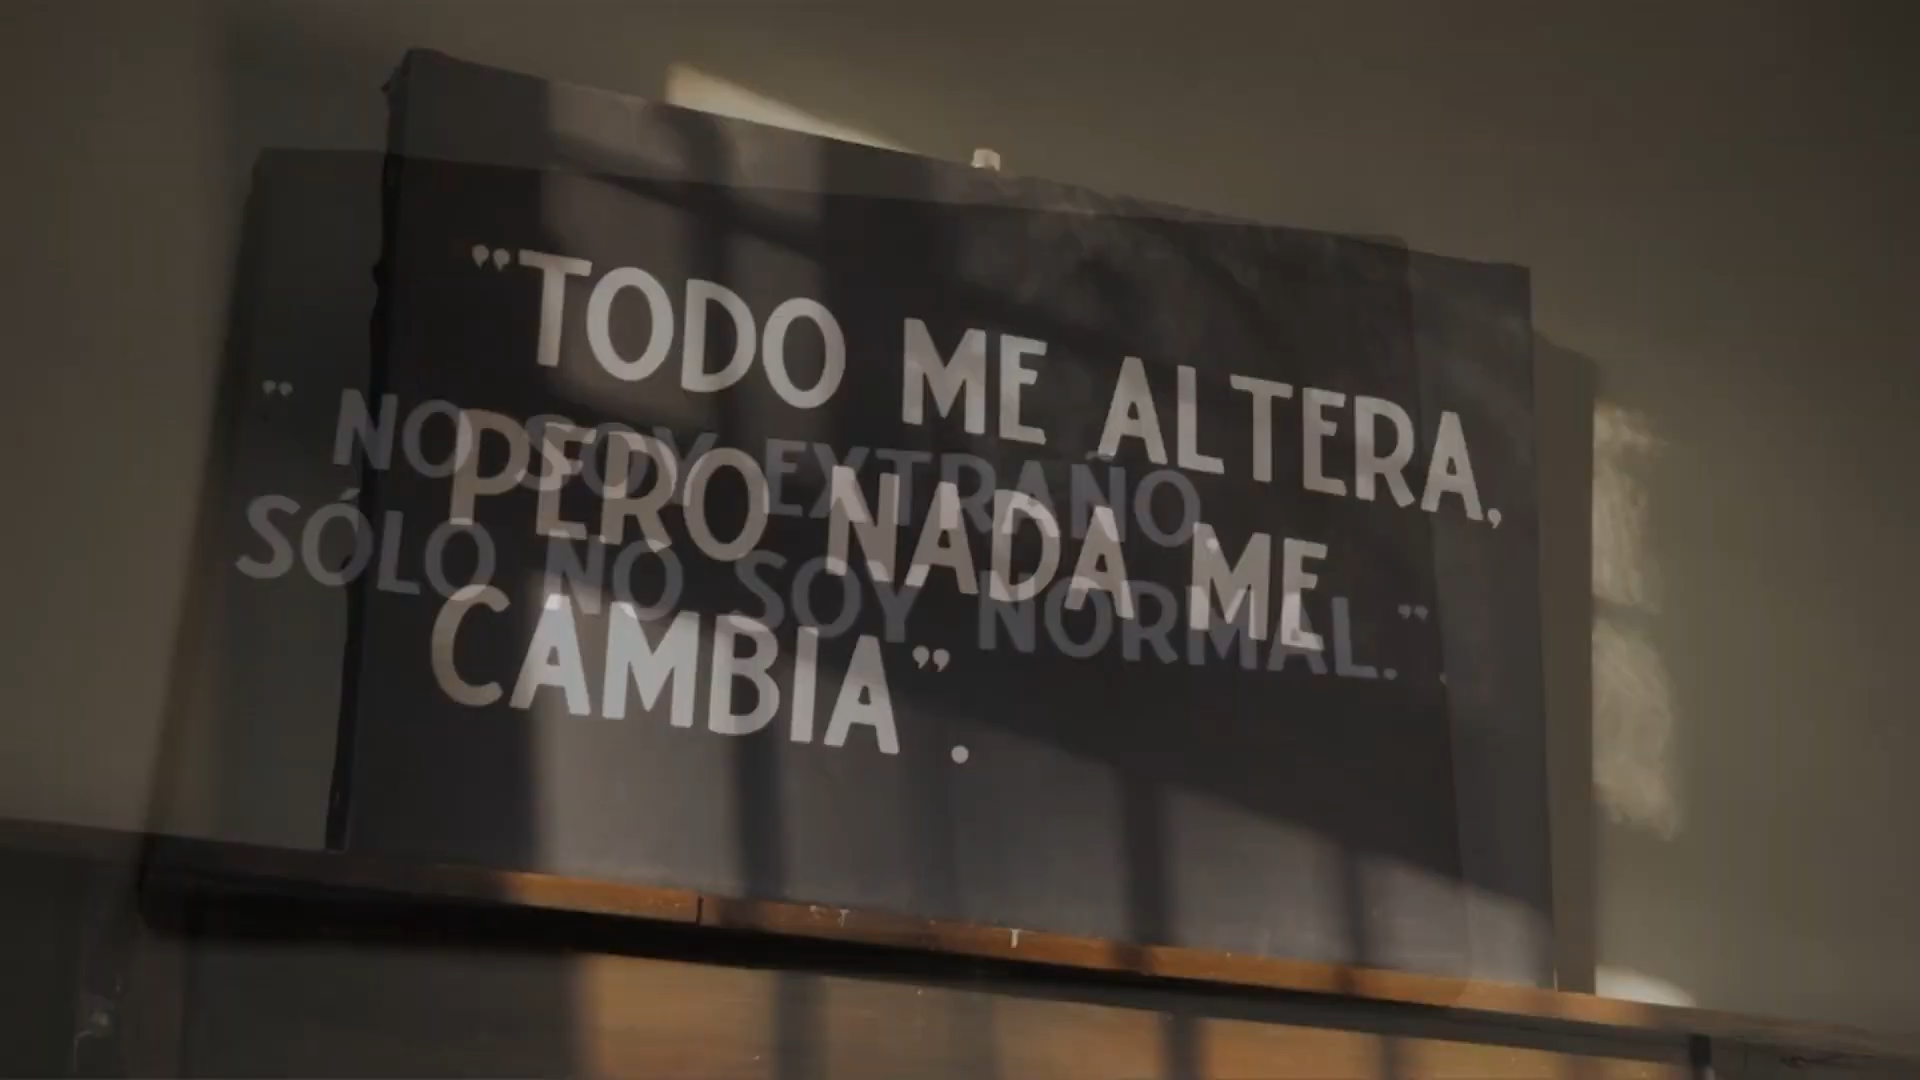 "TODO ME ALTERA,
PERO NADA ME
CAMBIA".
" NO SOY EXTRAÑO,
SÓLO NO SOY NORMAL.".